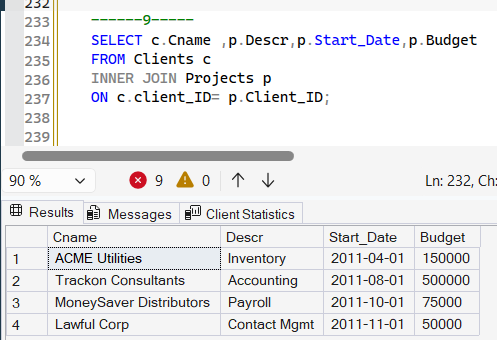 232
233 ------9-----
234 SELECT c.Cname ,p.Descr,p.Start_Date,p.Budget
235 FROM Clients c
236 INNER JOIN Projects p
237 ON c.client_ID= p.Client_ID;
238
239
90 % 9 0 Ln: 232, Ch:
Results Messages Client Statistics
Cname Descr Start_Date Budget
1 ACME Utilities Inventory 2011-04-01 150000
2 Trackon Consultants Accounting 2011-08-01 500000
3 MoneySaver Distributors Payroll 2011-10-01 75000
4 Lawful Corp Contact Mgmt 2011-11-01 50000